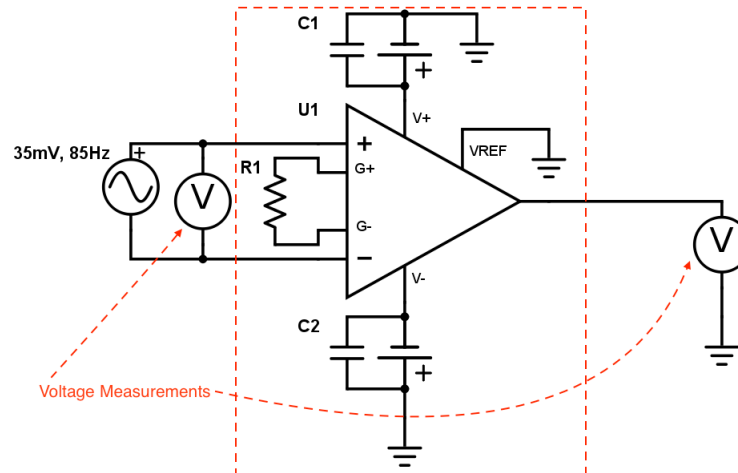 C1
+
U1
V+
35mV, 85Hz
+
+
VREF
R1
G+
V
V
G-
−
V-
C2
+
Voltage Measurements